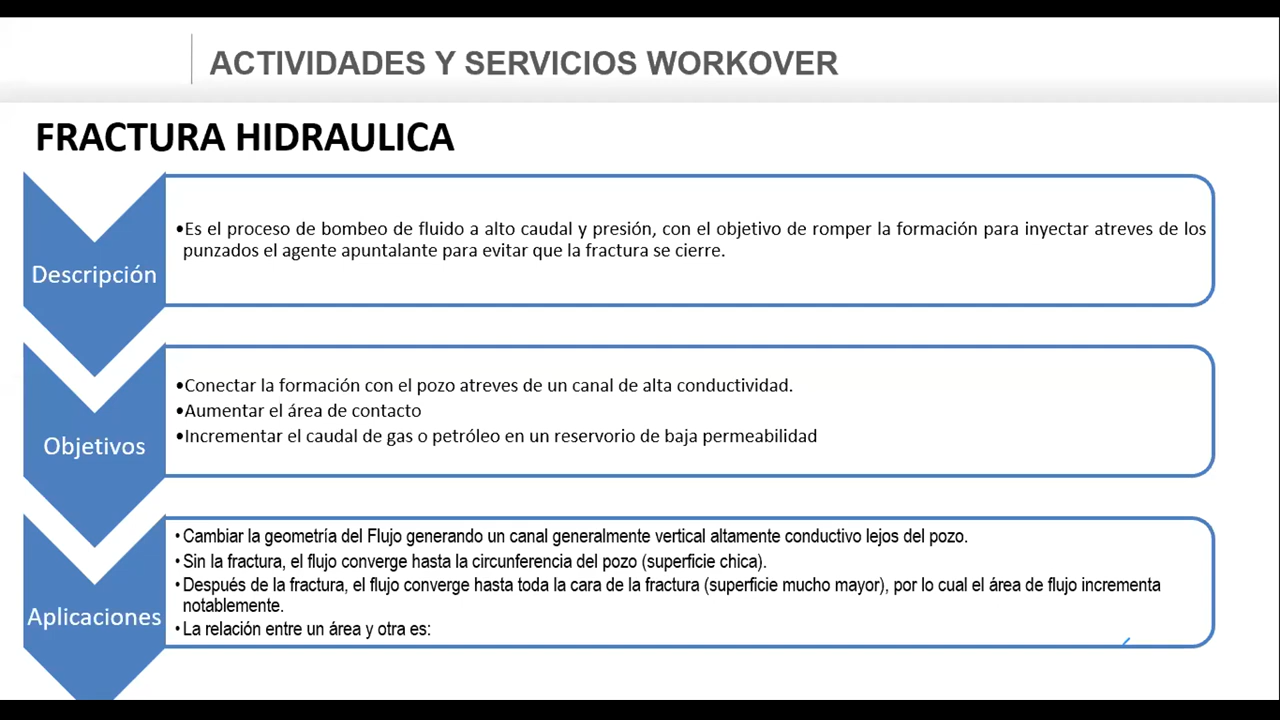 ACTIVIDADES Y SERVICIOS WORKOVER
FRACTURA HIDRAULICA
Descripción
•Es el proceso de bombeo de fluido a alto caudal y presión, con el objetivo de romper la formación para inyectar atreves de los
punzados el agente apuntalante para evitar que la fractura se cierre.
Objetivos
•Conectar la formación con el pozo atreves de un canal de alta conductividad.
•Aumentar el área de contacto
•Incrementar el caudal de gas o petróleo en un reservorio de baja permeabilidad
Aplicaciones
•Cambiar la geometría del Flujo generando un canal generalmente vertical altamente conductivo lejos del pozo.
•Sin la fractura, el flujo converge hasta la circunferencia del pozo (superficie chica).
•Después de la fractura, el flujo converge hasta toda la cara de la fractura (superficie mucho mayor), por lo cual el área de flujo incrementa
notablemente.
•La relación entre un área y otra es: